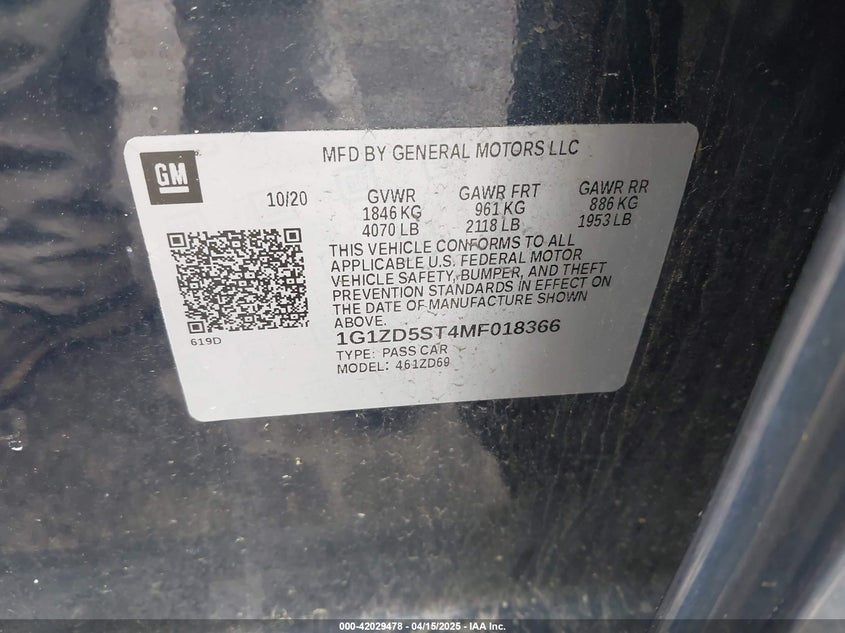 GM
MFD BY GENERAL MOTORS LLC
10/20
GVWR
1846 KG
4070 LB
GAWR FRT
961 KG
2118 LB
GAWR RR
886 KG
1953 LB
THIS VEHICLE CONFORMS TO ALL
APPLICABLE U.S. FEDERAL MOTOR
VEHICLE SAFETY, BUMPER, AND THEFT
PREVENTION STANDARDS IN EFFECT ON
THE DATE OF MANUFACTURE SHOWN
ABOVE.
619D
1G1ZD5ST4MF018366
TYPE: PASS CAR
MODEL: 461ZD69
000-42029478 - 04/15/2025 - IAA Inc.